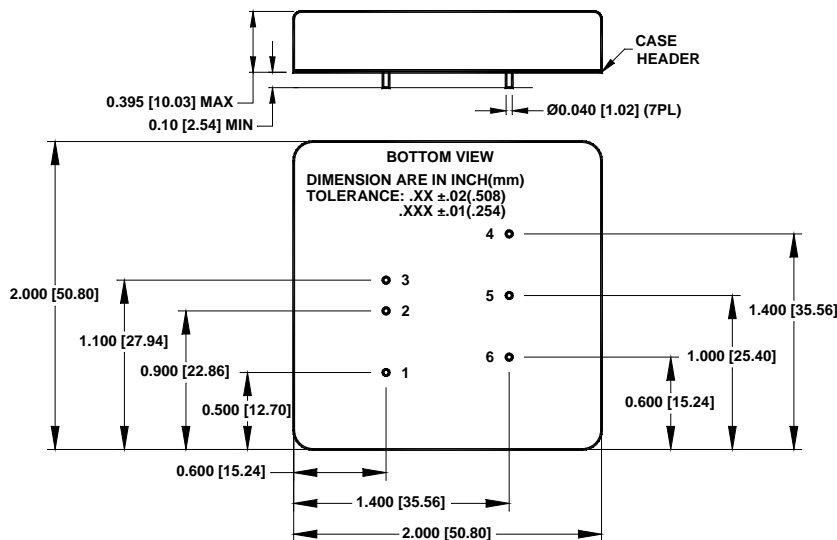 CASE
HEADER
0.395 [10.03] MAX
0.10 [2.54] MIN
Ø0.040 [1.02] (7PL)
BOTTOM VIEW
DIMENSION ARE IN INCH(mm)
TOLERANCE: .XX ±.02(.508)
.XXX ±.01(.254)
4
3
5
2
6
1
2.000 [50.80]
1.100 [27.94]
0.900 [22.86]
0.500 [12.70]
1.400 [35.56]
1.000 [25.40]
0.600 [15.24]
0.600 [15.24]
1.400 [35.56]
2.000 [50.80]